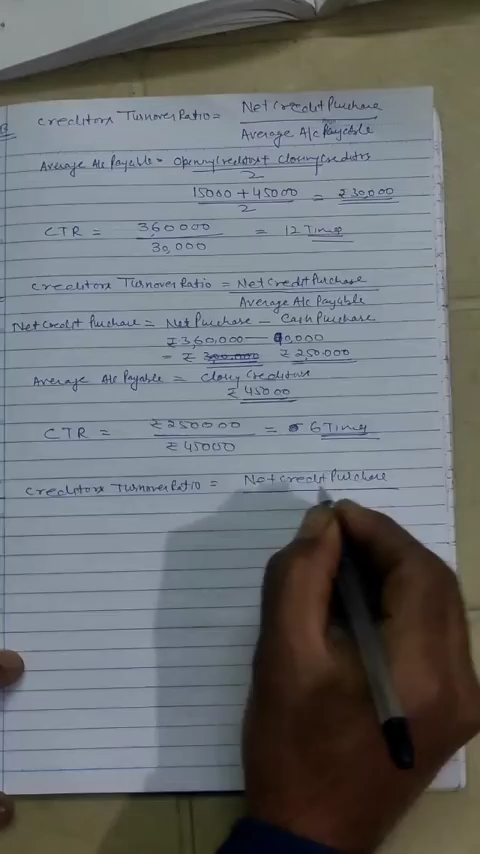 Creditors Turnover Ratio = Net Credit Purchase
Average A/c Payable
Average A/c Payable = Opening Creditors + Closing Creditors
2
15000 + 45000 = ₹30,000
2
CTR = 360000 = 12 Times
30,000
Creditors Turnover Ratio = Net Credit Purchase
Average A/c Payable
Net Credit Purchase = Net Purchase - Cash Purchase
₹3,60,000 - 90,000
= ₹ 300.000 ₹ 250.000
Average A/c Payable = Closing Creditors
₹45000
CTR = ₹250000 = 6 Times
₹45000
Creditors Turnover Ratio = Net Credit Purchase